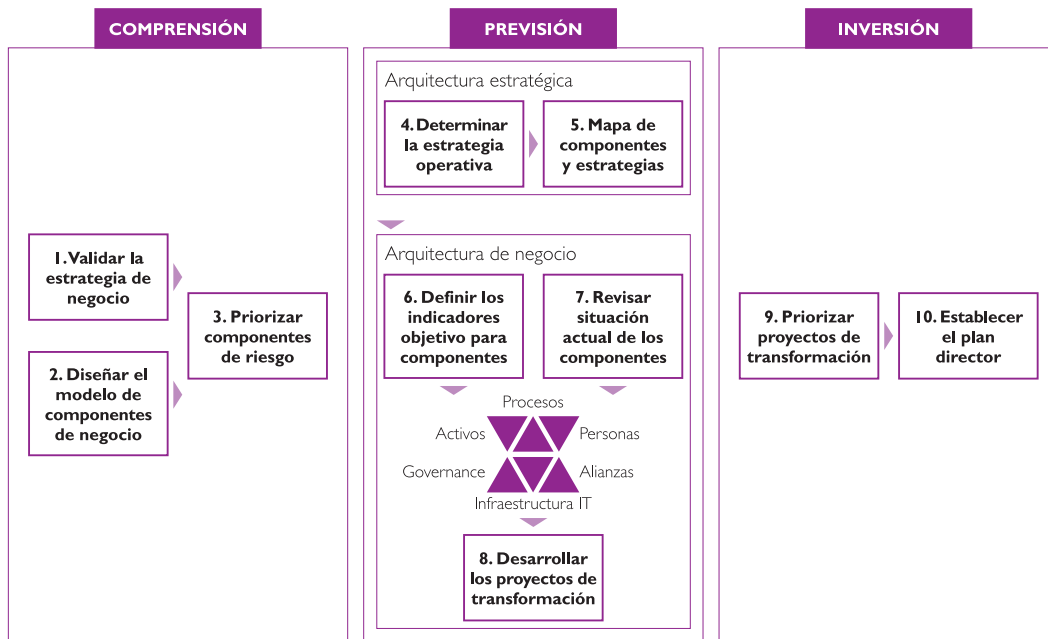 COMPRENSIÓN
1. Validar la
estrategia de
negocio
2. Diseñar el
modelo de
componentes
de negocio
3. Priorizar
componentes
de riesgo
PREVISIÓN
Arquitectura estratégica
4. Determinar
la estrategia
operativa
5. Mapa de
componentes
y estrategias
Arquitectura de negocio
6. Definir los
indicadores
objetivo para
componentes
7. Revisar
situación
actual de los
componentes
Procesos
Activos
Personas
Governance
Alianzas
Infraestructura IT
8. Desarrollar
los proyectos de
transformación
INVERSIÓN
9. Priorizar
proyectos de
transformación
10. Establecer
el plan
director